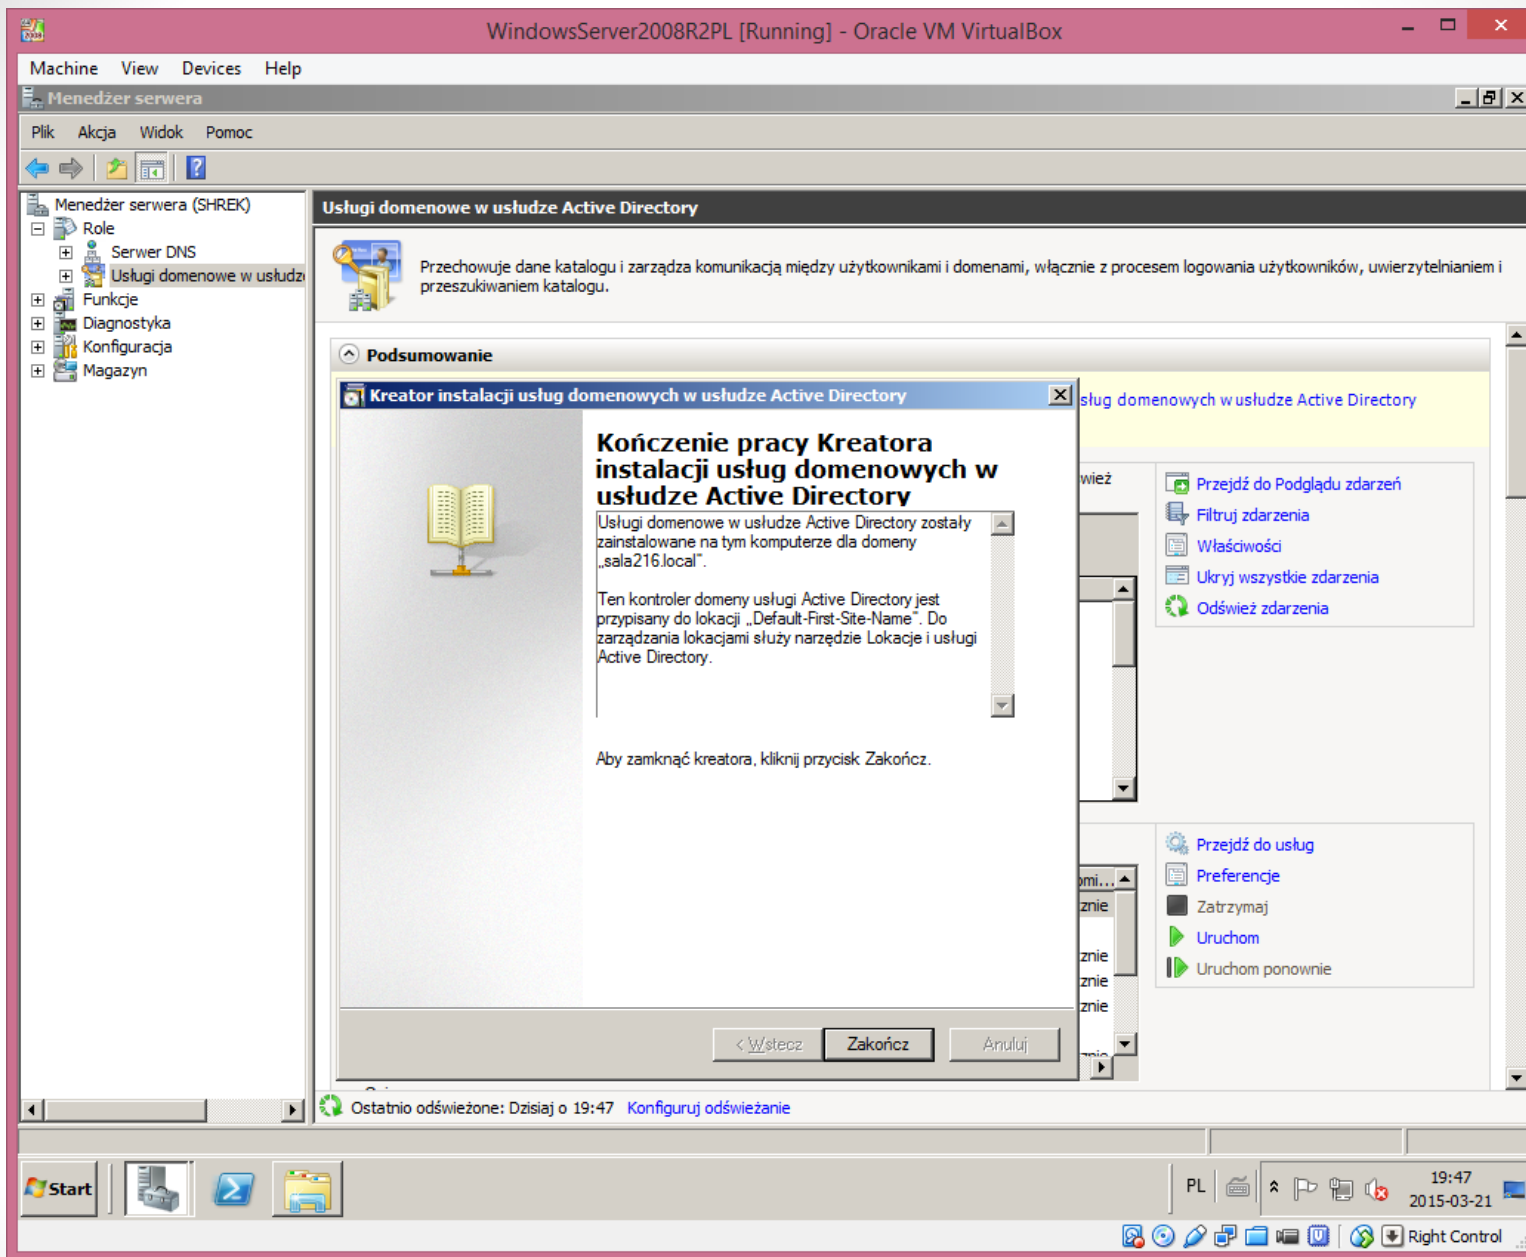 WindowsServer2008R2PL [Running] - Oracle VM VirtualBox
Machine View Devices Help
Menedżer serwera
Plik Akcja Widok Pomoc
Menedżer serwera (SHREK)
Role
Serwer DNS
Usługi domenowe w usłudze
Funkcje
Diagnostyka
Konfiguracja
Magazyn
Usługi domenowe w usłudze Active Directory
Przechowuje dane katalogu i zarządza komunikacją między użytkownikami i domenami, włącznie z procesem logowania użytkowników, uwierzytelnianiem i
przeszukiwaniem katalogu.
Podsumowanie
sług domenowych w usłudze Active Directory
Kreator instalacji usług domenowych w usłudze Active Directory
Kończenie pracy Kreatora
instalacji usług domenowych w
usłudze Active Directory
Usługi domenowe w usłudze Active Directory zostały
zainstalowane na tym komputerze dla domeny
„sala216.local”.
Ten kontroler domeny usługi Active Directory jest
przypisany do lokacji „Default-First-Site-Name”. Do
zarządzania lokacjami służy narzędzie Lokacje i usługi
Active Directory.
Aby zamknąć kreatora, kliknij przycisk Zakończ.
< Wstecz Zakończ Anuluj
wież
Przejdź do Podglądu zdarzeń
Filtruj zdarzenia
Właściwości
Ukryj wszystkie zdarzenia
Odśwież zdarzenia
omi...
znie
znie
znie
znie
znie
Przejdź do usług
Preferencje
Zatrzymaj
Uruchom
Uruchom ponownie
Ostatnio odświeżone: Dzisiaj o 19:47 Konfiguruj odświeżanie
Start
PL
19:47
2015-03-21
Right Control